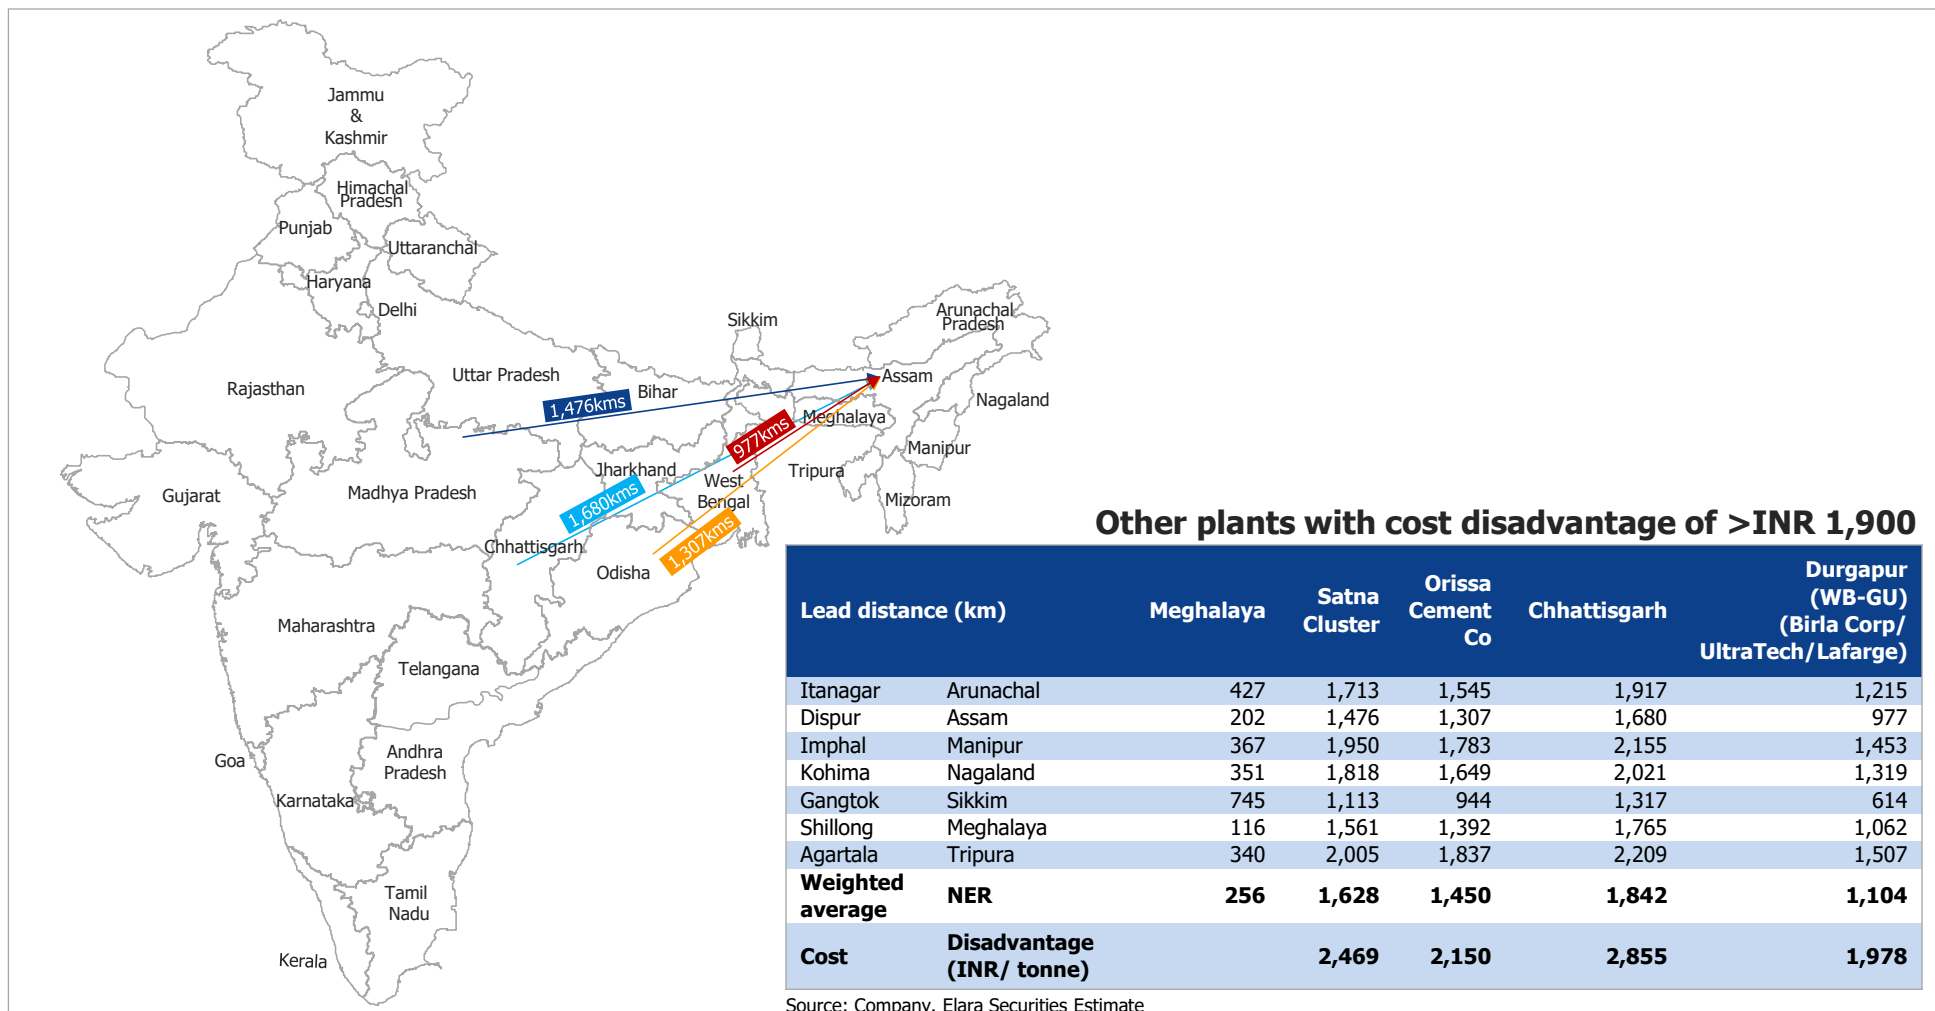 Jammu
&
Kashmir
Himachal
Pradesh
Punjab
Uttaranchal
Haryana
Delhi
Sikkim
Arunachal
Pradesh
Rajasthan
Uttar Pradesh
Bihar
Assam
1,476kms
Nagaland
Meghalaya
977kms
Manipur
Jharkhand
Tripura
West
Bengal
Gujarat
Madhya Pradesh
Mizoram
1,680kms
1,307kms
Chhattisgarh
Odisha
Maharashtra
Telangana
Goa
Andhra
Pradesh
Karnataka
Tamil
Nadu
Kerala
Other plants with cost disadvantage of >INR 1,900
Lead distance (km) Meghalaya Satna Cluster Orissa Cement Co Chhattisgarh Durgapur (WB-GU) (Birla Corp/ UltraTech/Lafarge)
Itanagar Arunachal 427 1,713 1,545 1,917 1,215
Dispur Assam 202 1,476 1,307 1,680 977
Imphal Manipur 367 1,950 1,783 2,155 1,453
Kohima Nagaland 351 1,818 1,649 2,021 1,319
Gangtok Sikkim 745 1,113 944 1,317 614
Shillong Meghalaya 116 1,561 1,392 1,765 1,062
Agartala Tripura 340 2,005 1,837 2,209 1,507
Weighted average NER 256 1,628 1,450 1,842 1,104
Cost Disadvantage (INR/ tonne) 2,469 2,150 2,855 1,978
Source: Company, Elara Securities Estimate